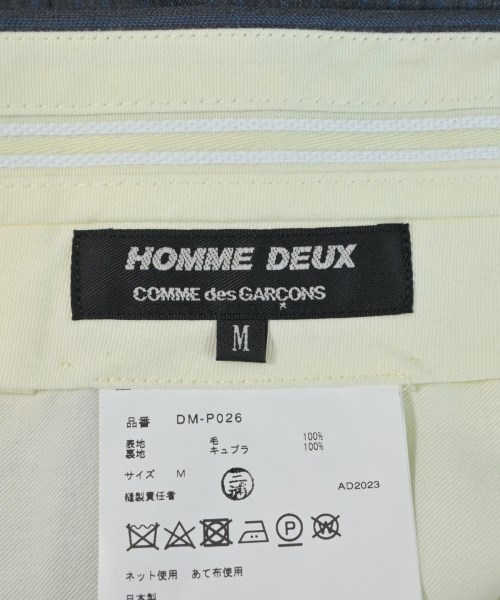 HOMME DEUX
COMME des GARÇONS
M
品番 DM-P026
表地 毛 100%
裏地 キュプラ 100%
サイズ M
縫製責任者 三浦 AD2023
P W
ネット使用 あて布使用
日本製